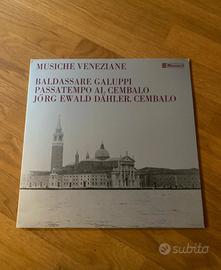 MUSICHE VENEZIANE
BALDASSARE GALUPPI
PASSATEMPO AL CEMBALO
JÖRG EWALD DÄHLER, CEMBALO
subito